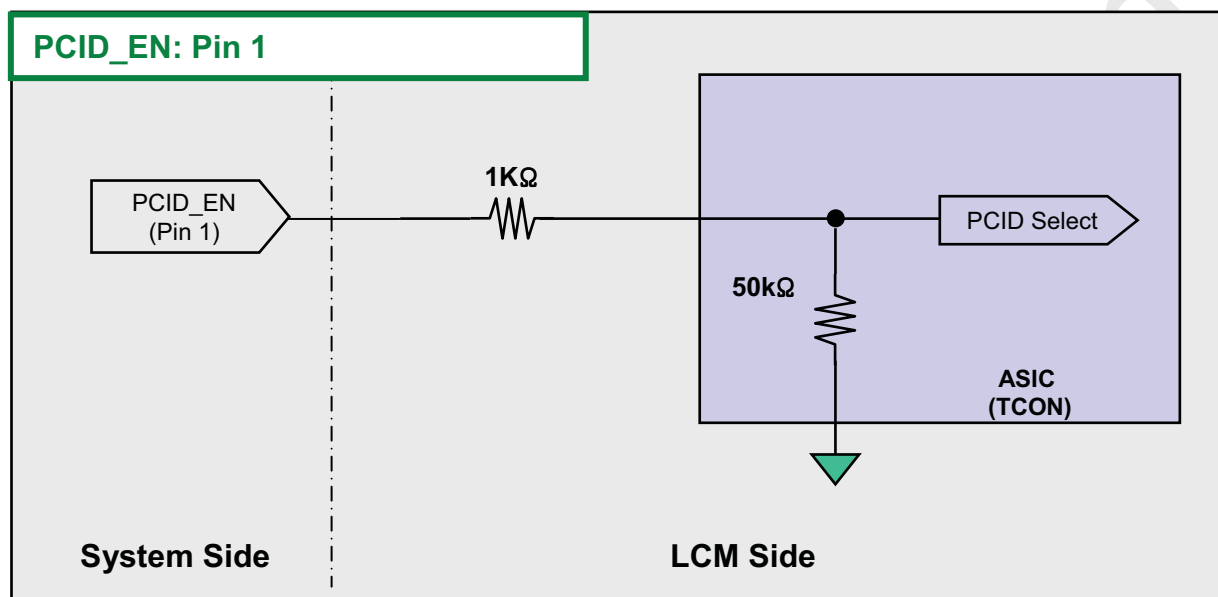 PCID_EN: Pin 1
1KΩ
PCID_EN
(Pin 1)
PCID Select
50kΩ
ASIC
(TCON)
System Side
LCM Side